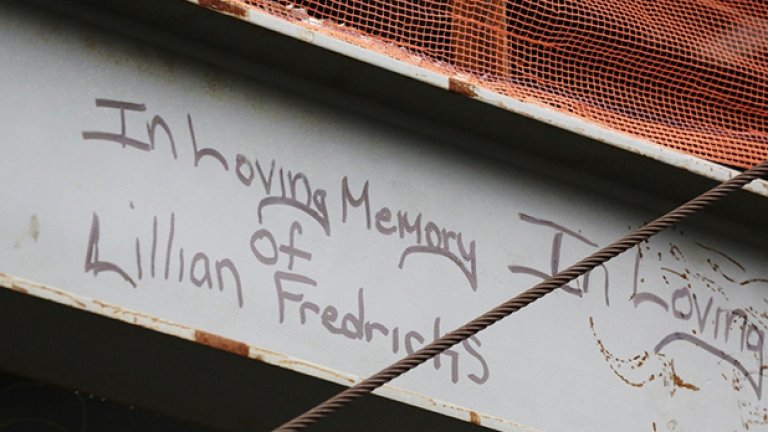 In Loving Memory
of
Lillian Fredricks
In Loving